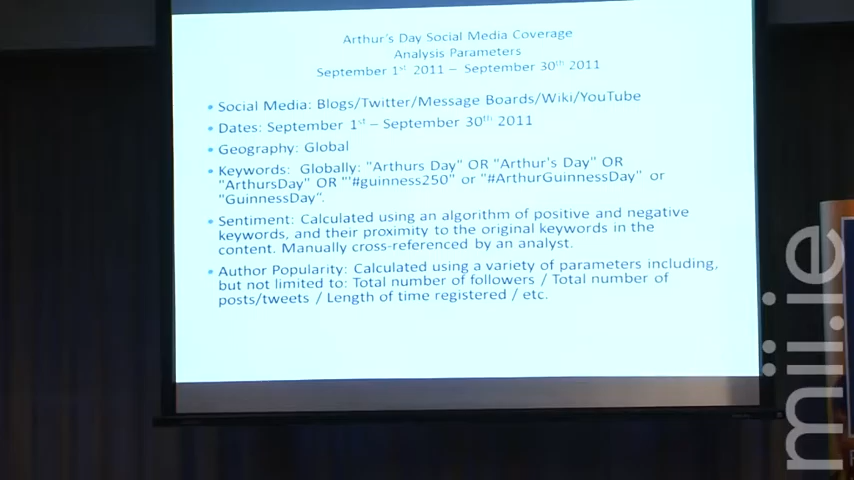 Arthur's Day Social Media Coverage
Analysis Parameters
September 1st 2011 – September 30th 2011
• Social Media: Blogs/Twitter/Message Boards/Wiki/YouTube
• Dates: September 1st – September 30th 2011
• Geography: Global
• Keywords: Globally: "Arthurs Day" OR "Arthur's Day" OR
"ArthursDay" OR "'#guinness250" or "#ArthurGuinnessDay" or
"GuinnessDay".
• Sentiment: Calculated using an algorithm of positive and negative
keywords, and their proximity to the original keywords in the
content. Manually cross-referenced by an analyst.
• Author Popularity: Calculated using a variety of parameters including,
but not limited to: Total number of followers / Total number of
posts/tweets / Length of time registered / etc.
mii.ie